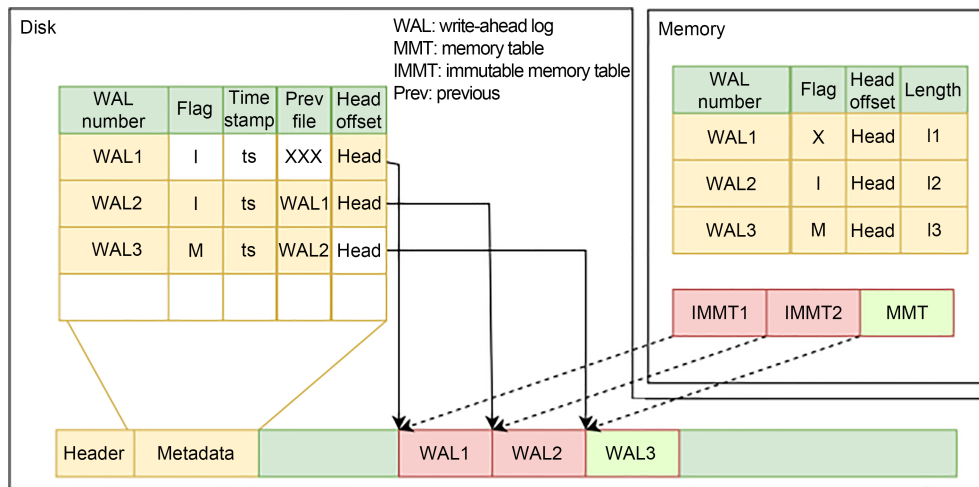 Disk
WAL: write-ahead log
MMT: memory table
IMMT: immutable memory table
Prev: previous
WAL number Flag Time stamp Prev file Head offset
WAL1 I ts XXX Head
WAL2 I ts WAL1 Head
WAL3 M ts WAL2 Head
Memory
WAL number Flag Head offset Length
WAL1 X Head l1
WAL2 I Head l2
WAL3 M Head l3
IMMT1 IMMT2 MMT
Header Metadata WAL1 WAL2 WAL3